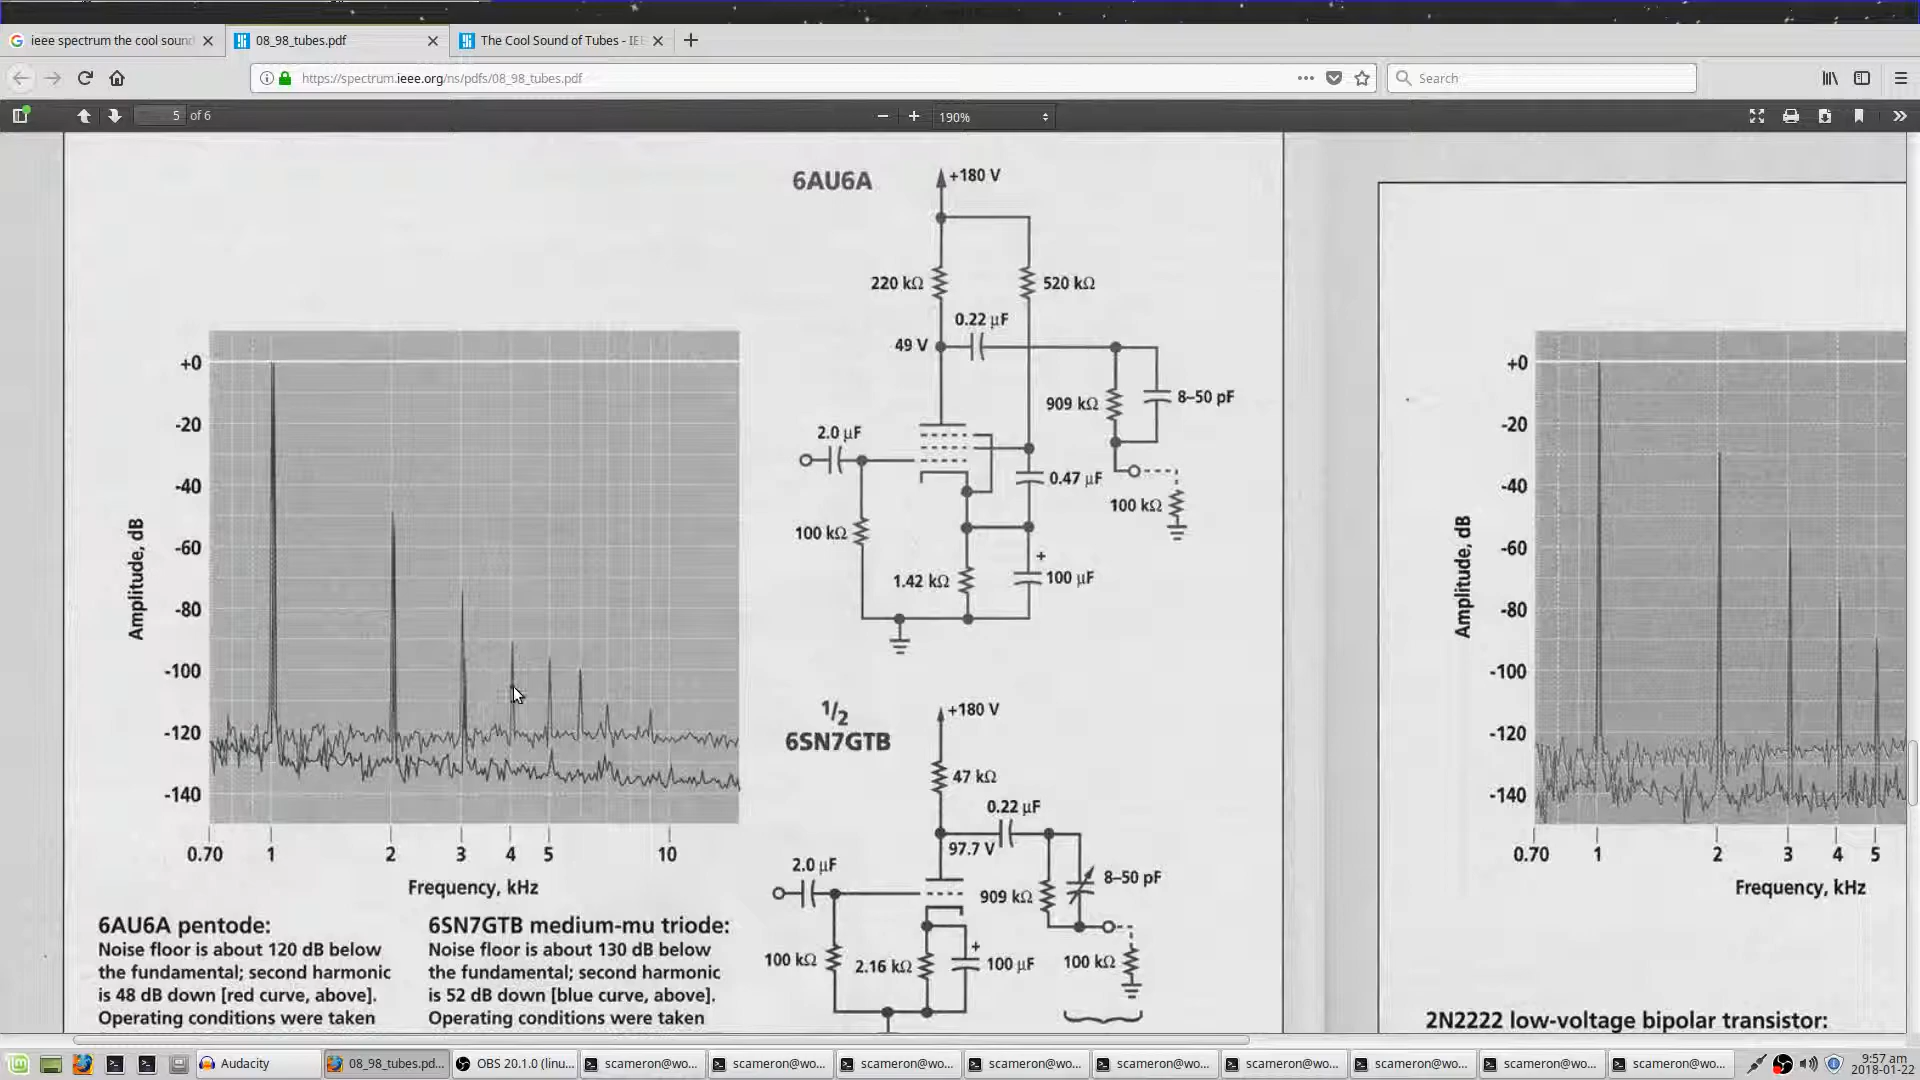 ieee spectrum the cool sound
08_98_tubes.pdf
The Cool Sound of Tubes - IEE
https://spectrum.ieee.org/ns/pdfs/08_98_tubes.pdf
Search
5 of 6
190%
6AU6A
+180 V
220 kΩ
520 kΩ
0.22 µF
49 V
909 kΩ
8–50 pF
2.0 µF
0.47 µF
100 kΩ
100 kΩ
+
1.42 kΩ
100 µF
+0
-20
-40
-60
-80
-100
-120
-140
Amplitude, dB
0.70 1 2 3 4 5 10
Frequency, kHz
1/2
6SN7GTB
+180 V
47 kΩ
0.22 µF
97.7 V
2.0 µF
8–50 pF
909 kΩ
+
100 kΩ
2.16 kΩ
100 µF
100 kΩ
6AU6A pentode:
Noise floor is about 120 dB below
the fundamental; second harmonic
is 48 dB down [red curve, above].
Operating conditions were taken
6SN7GTB medium-mu triode:
Noise floor is about 130 dB below
the fundamental; second harmonic
is 52 dB down [blue curve, above].
Operating conditions were taken
+0
-20
-40
-60
-80
-100
-120
-140
Amplitude, dB
0.70 1 2 3 4 5
Frequency, kHz
2N2222 low-voltage bipolar transistor:
Audacity
08_98_tubes.pd...
OBS 20.1.0 (linu...
scameron@wo...
scameron@wo...
scameron@wo...
scameron@wo...
scameron@wo...
scameron@wo...
scameron@wo...
scameron@wo...
scameron@wo...
9:57 am
2018-01-22